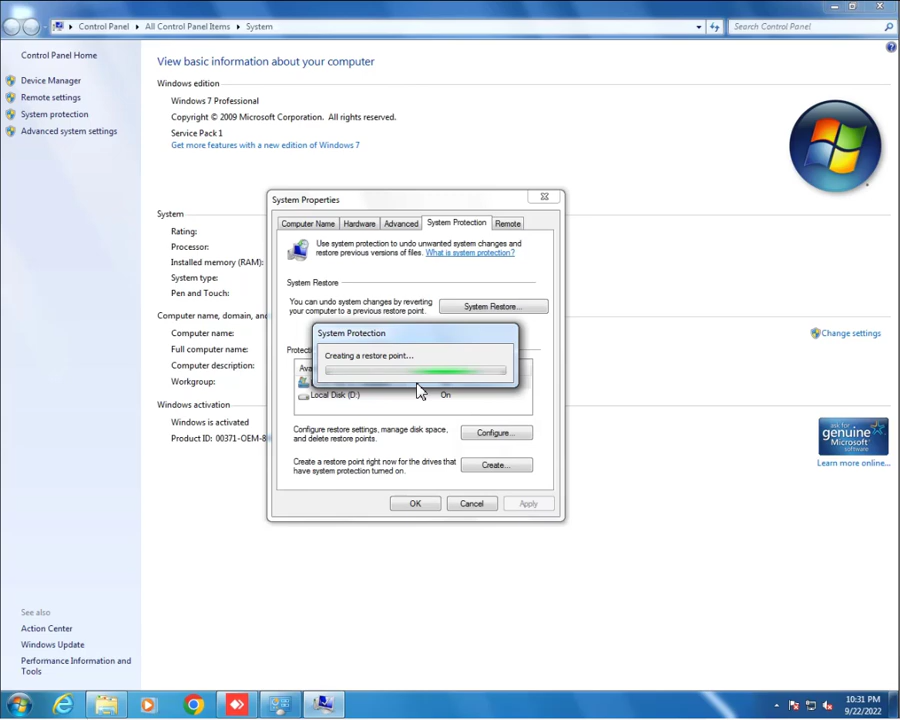 Control Panel
All Control Panel Items
System
Search Control Panel
Control Panel Home
Device Manager
Remote settings
System protection
Advanced system settings
View basic information about your computer
Windows edition
Windows 7 Professional
Copyright © 2009 Microsoft Corporation.  All rights reserved.
Service Pack 1
Get more features with a new edition of Windows 7
System
Rating:
Processor:
Installed memory (RAM):
System type:
Pen and Touch:
Computer name, domain, and
Computer name:
Full computer name:
Computer description:
Workgroup:
Change settings
Windows activation
Windows is activated
Product ID: 00371-OEM-8
ask for
genuine
Microsoft
software
Learn more online...
System Properties
Computer Name
Hardware
Advanced
System Protection
Remote
Use system protection to undo unwanted system changes and
restore previous versions of files. What is system protection?
System Restore
You can undo system changes by reverting
your computer to a previous restore point.
System Restore...
System Protection
Creating a restore point...
Local Disk (D:)
On
Configure restore settings, manage disk space,
and delete restore points.
Configure...
Create a restore point right now for the drives that
have system protection turned on.
Create...
OK
Cancel
Apply
See also
Action Center
Windows Update
Performance Information and
Tools
10:31 PM
9/22/2022